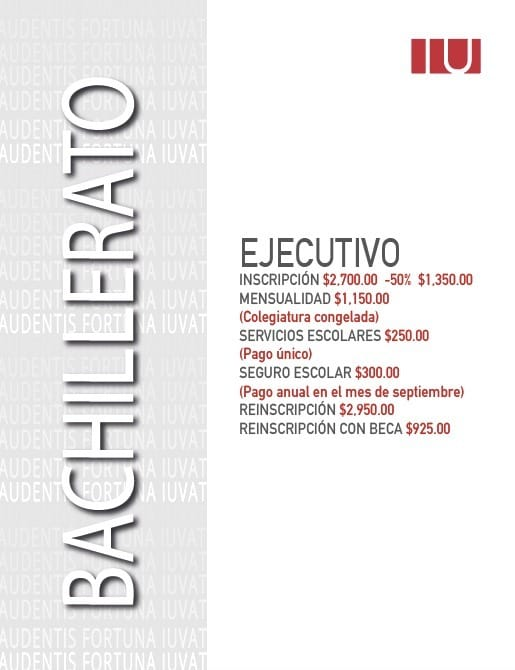 IU
BACHILLERATO
AUDENTIS FORTUNA IUVAT
EJECUTIVO
INSCRIPCIÓN $2,700.00 -50% $1,350.00
MENSUALIDAD $1,150.00
(Colegiatura congelada)
SERVICIOS ESCOLARES $250.00
(Pago único)
SEGURO ESCOLAR $300.00
(Pago anual en el mes de septiembre)
REINSCRIPCIÓN $2,950.00
REINSCRIPCIÓN CON BECA $925.00